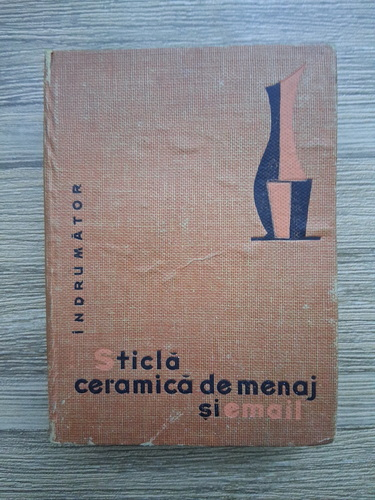 ÎNDRUMĂTOR
Sticlă
ceramică de menaj
și email